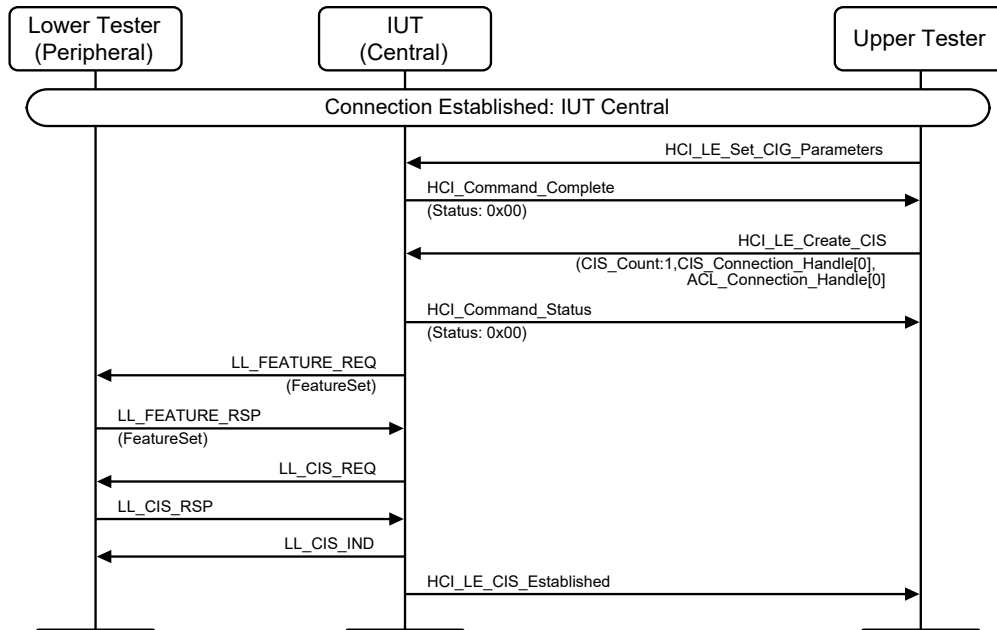 Lower Tester
(Peripheral)
IUT
(Central)
Upper Tester
Connection Established: IUT Central
HCI_LE_Set_CIG_Parameters
HCI_Command_Complete
(Status: 0x00)
HCI_LE_Create_CIS
(CIS_Count:1,CIS_Connection_Handle[0],
ACL_Connection_Handle[0]
HCI_Command_Status
(Status: 0x00)
LL_FEATURE_REQ
(FeatureSet)
LL_FEATURE_RSP
(FeatureSet)
LL_CIS_REQ
LL_CIS_RSP
LL_CIS_IND
HCI_LE_CIS_Established